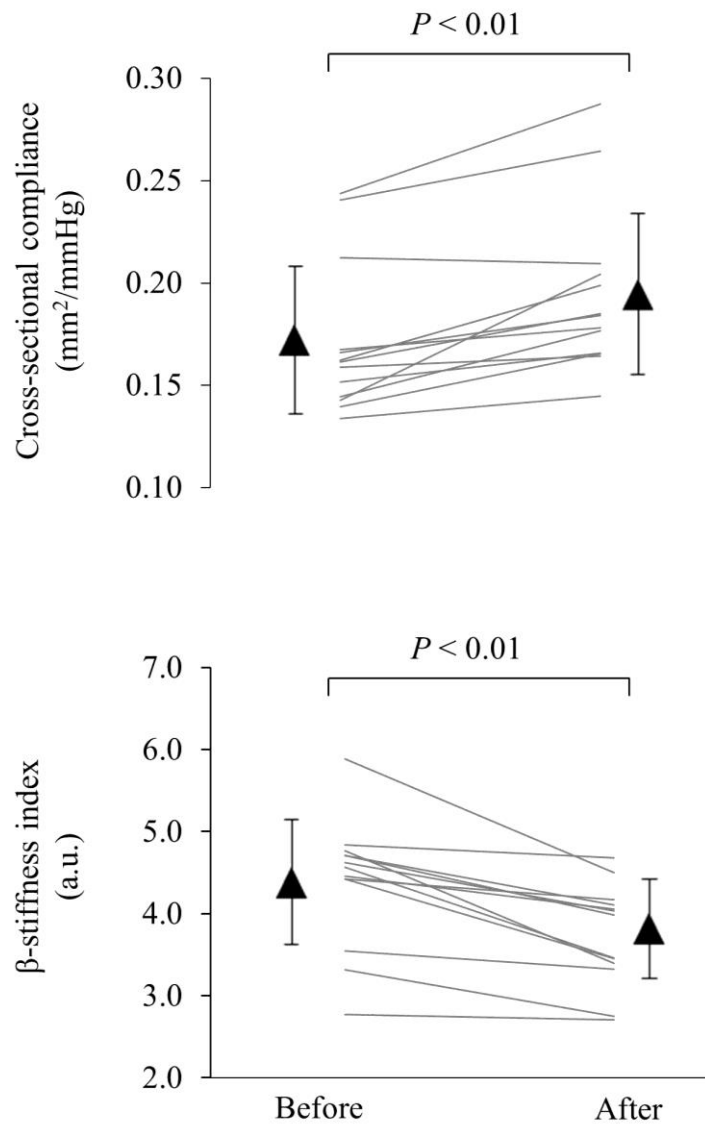 P < 0.01
Cross-sectional compliance
(mm²/mmHg)
0.30
0.25
0.20
0.15
0.10
P < 0.01
β-stiffness index
(a.u.)
7.0
6.0
5.0
4.0
3.0
2.0
Before After